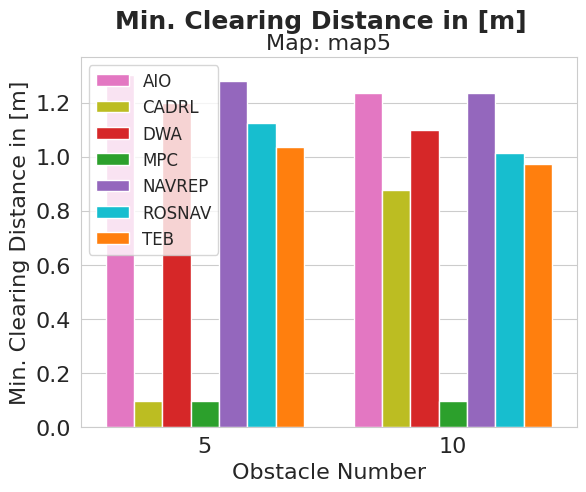 Min. Clearing Distance in [m]
Map: map5
Min. Clearing Distance in [m]
1.2
1.0
0.8
0.6
0.4
0.2
0.0
AIO
CADRL
DWA
MPC
NAVREP
ROSNAV
TEB
5
10
Obstacle Number